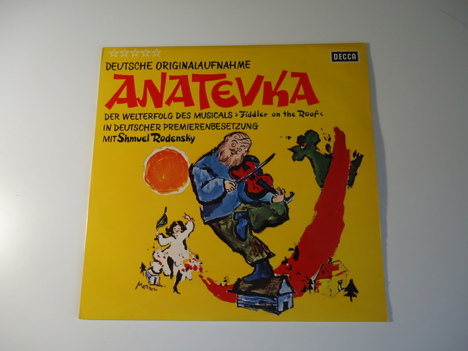 DEUTSCHE ORIGINALAUFNAHME
DECCA
ANATEVKA
DER WELTERFOLG DES MUSICALS >Fiddler on the Roof<
IN DEUTSCHER PREMIERENBESETZUNG
MIT Shmuel Rodensky